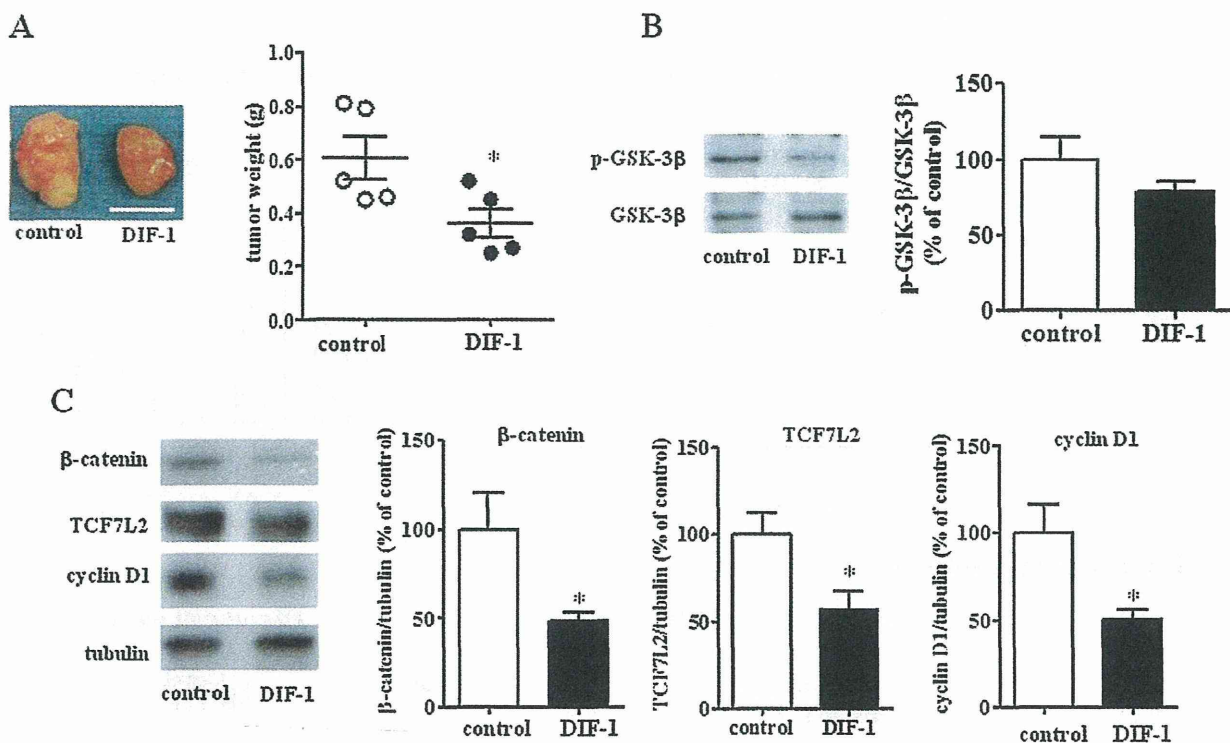 A
control
DIF-1
tumor weight (g)
1.0
0.8
0.6
0.4
0.2
0.0
*
control
DIF-1
B
p-GSK-3β
GSK-3β
control
DIF-1
p-GSK-3β/GSK-3β
(% of control)
150
100
50
0
control
DIF-1
C
β-catenin
TCF7L2
cyclin D1
tubulin
control
DIF-1
β-catenin
β-catenin/tubulin (% of control)
150
100
50
0
*
control
DIF-1
TCF7L2
TCF7L2/tubulin (% of control)
150
100
50
0
*
control
DIF-1
cyclin D1
cyclin D1/tubulin (% of control)
150
100
50
0
*
control
DIF-1